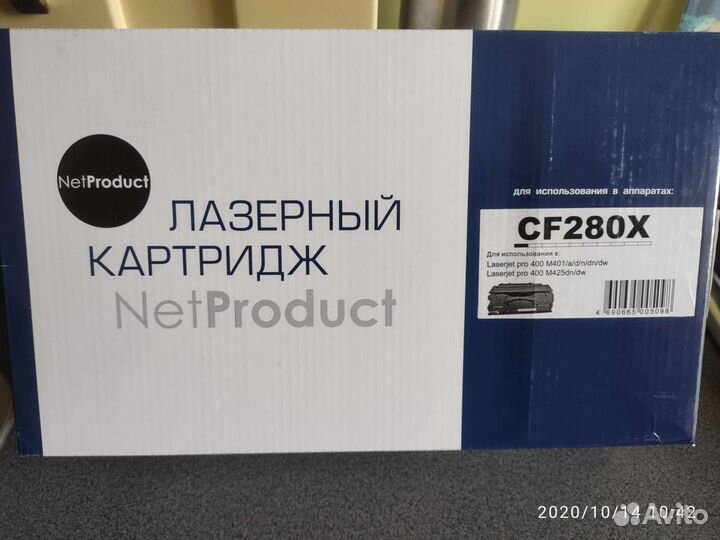 NetProduct
ЛАЗЕРНЫЙ
КАРТРИДЖ
NetProduct
для использования в аппаратах:
CF280X
Для использования в:
Laserjet pro 400 M401/a/d/n/dn/dw
Laserjet pro 400 M425dn/dw
4 690665 005098
2020/10/14 10:42
Avito